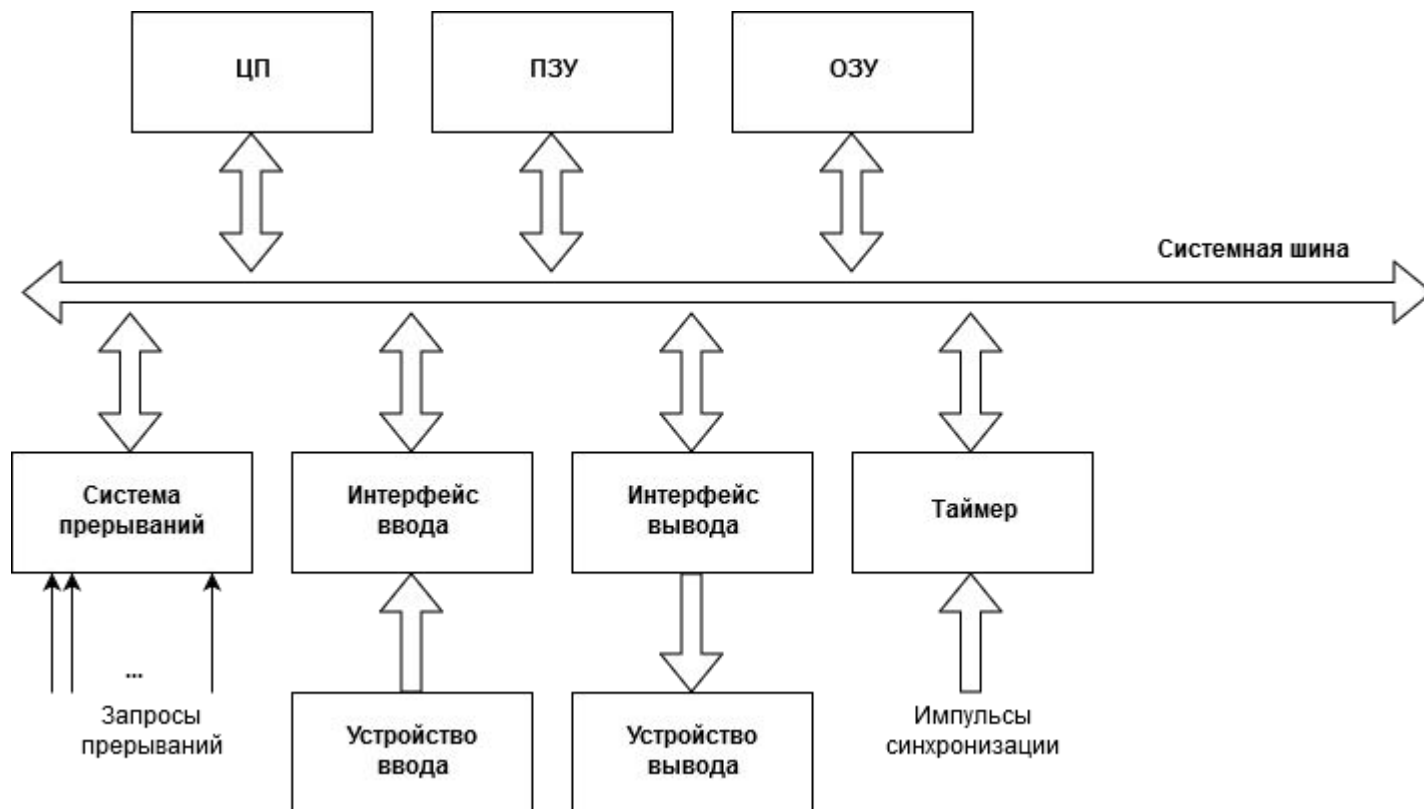 ЦП
ПЗУ
ОЗУ
Системная шина
Система
прерываний
Интерфейс
ввода
Интерфейс
вывода
Таймер
...
Запросы
прерываний
Устройство
ввода
Устройство
вывода
Импульсы
синхронизации